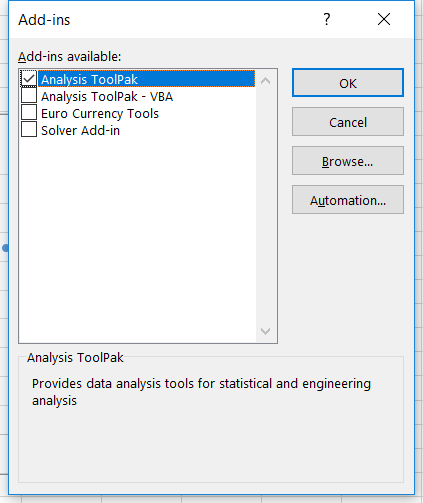 Add-ins
?
Add-ins available:
Analysis ToolPak
Analysis ToolPak - VBA
Euro Currency Tools
Solver Add-in
OK
Cancel
Browse...
Automation...
Analysis ToolPak
Provides data analysis tools for statistical and engineering
analysis